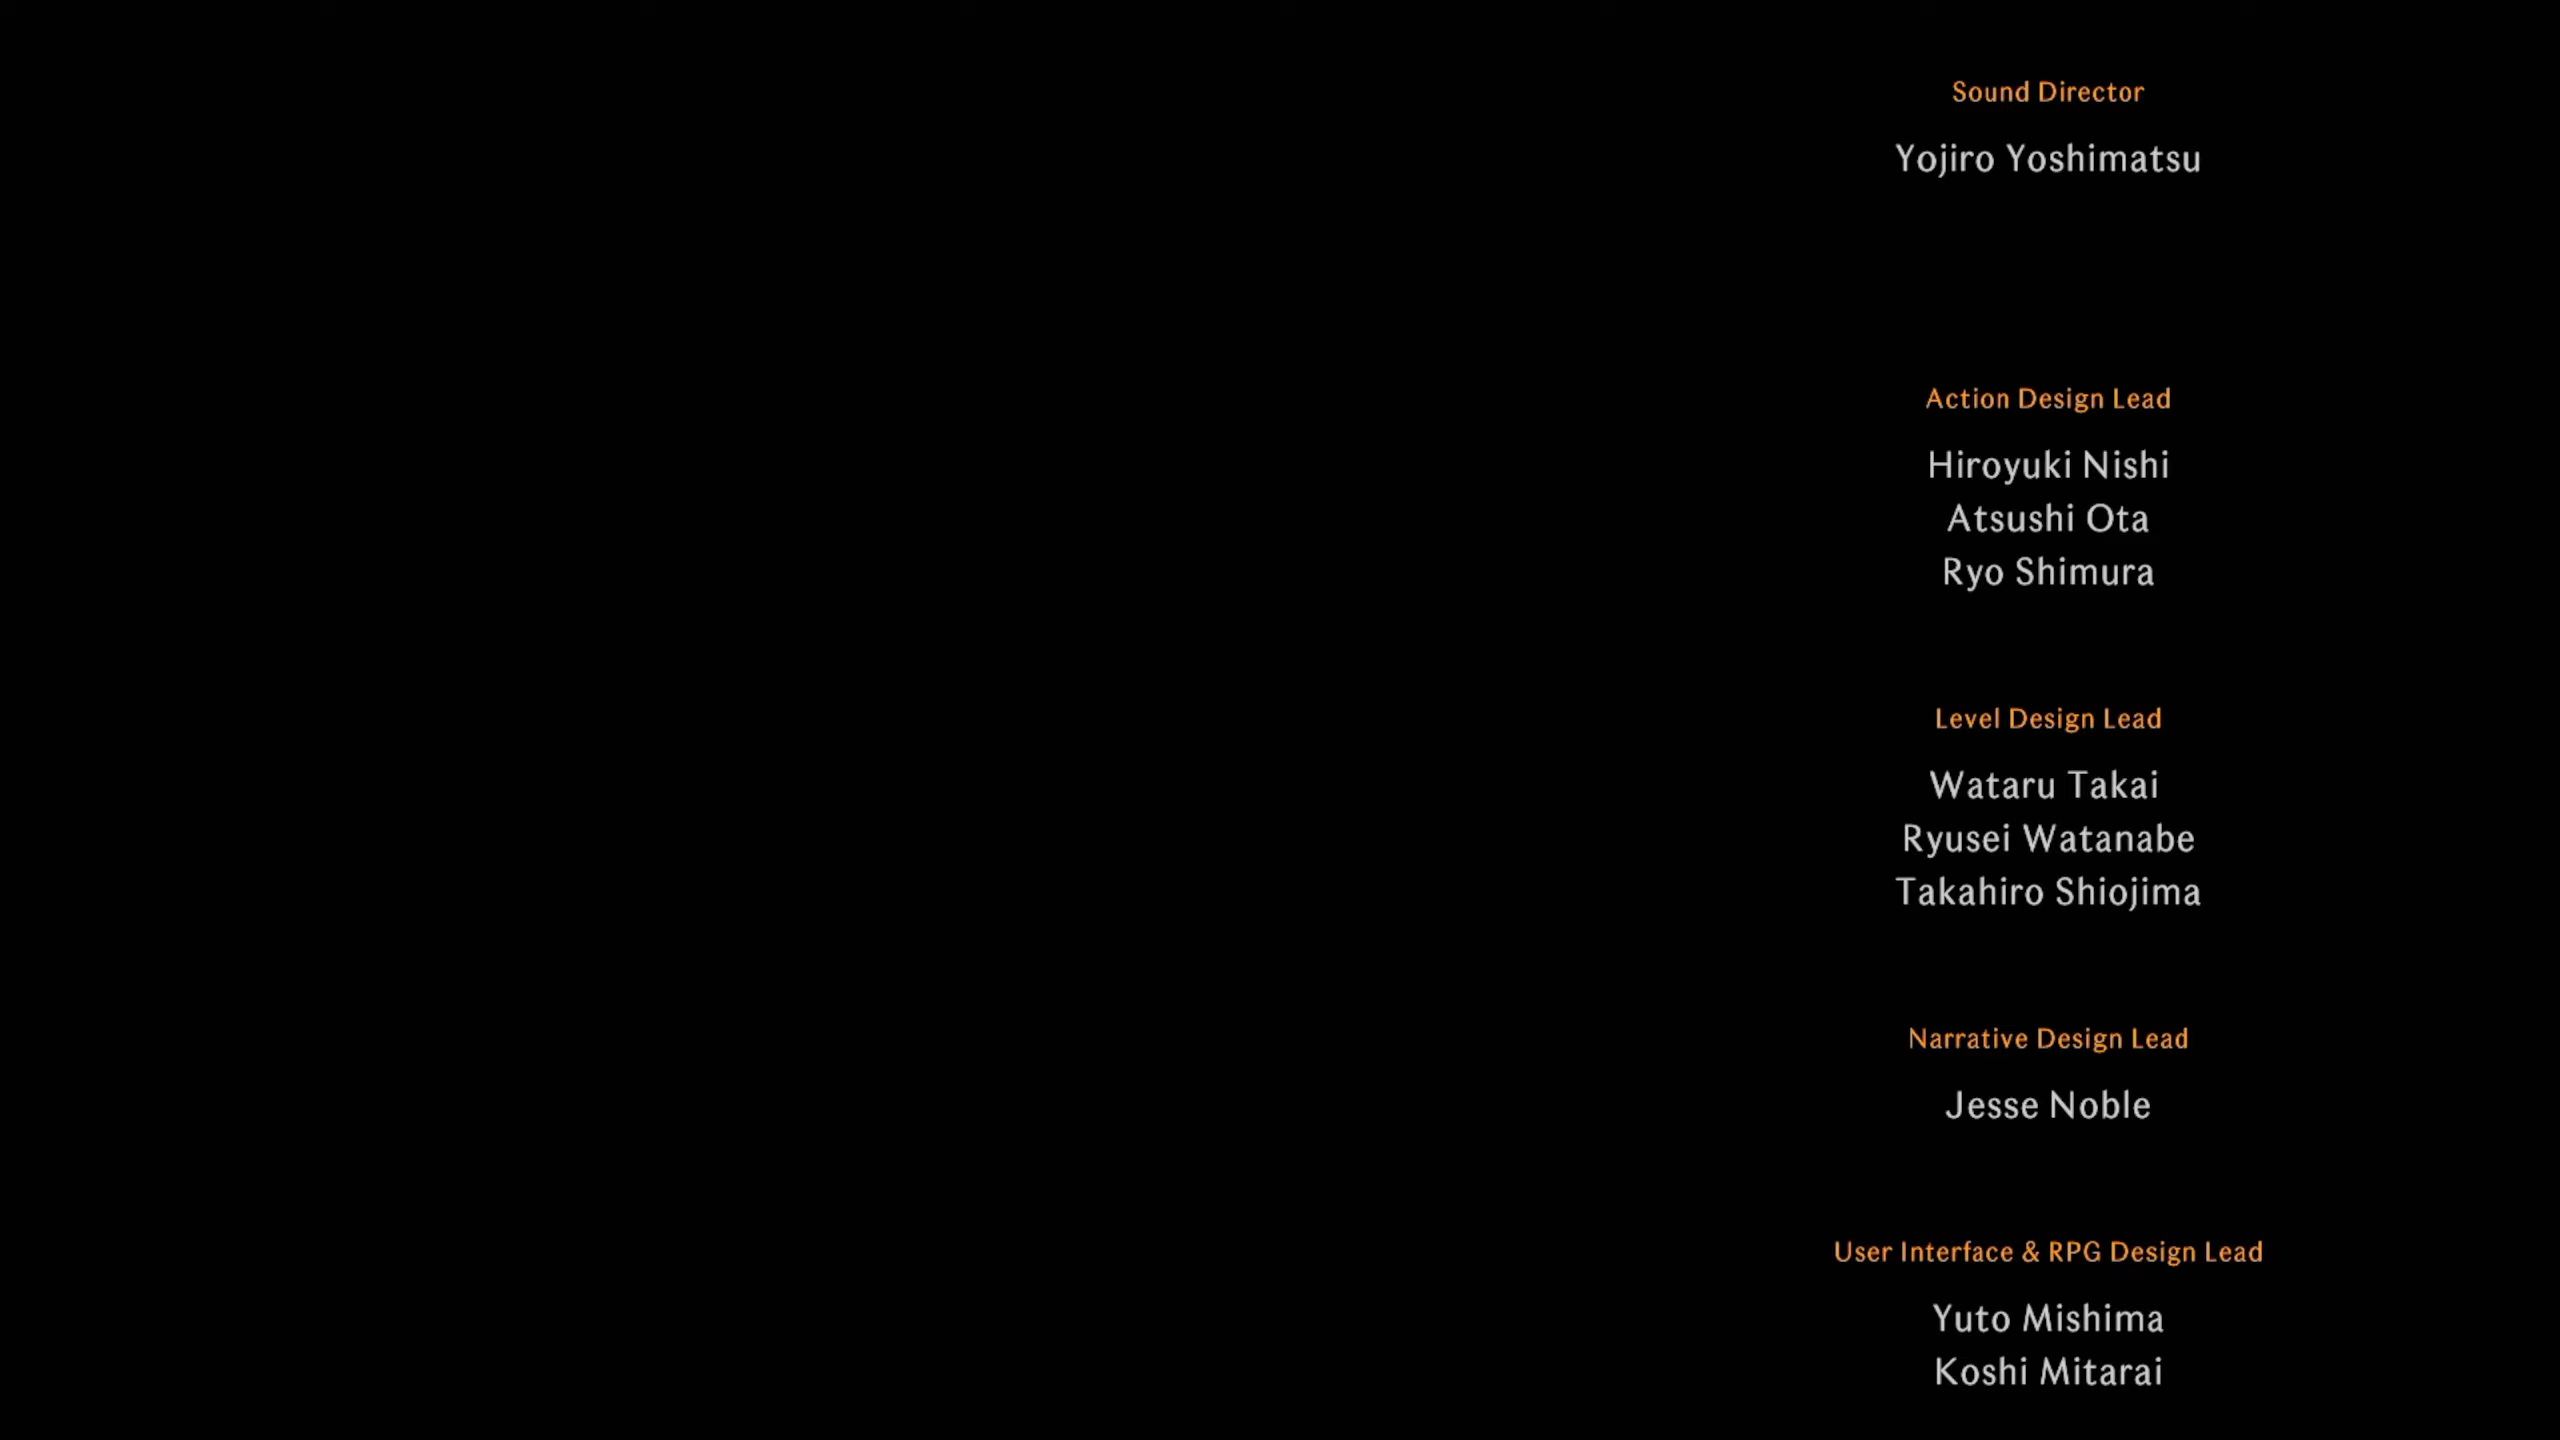 Sound Director
Yojiro Yoshimatsu
Action Design Lead
Hiroyuki Nishi
Atsushi Ota
Ryo Shimura
Level Design Lead
Wataru Takai
Ryusei Watanabe
Takahiro Shiojima
Narrative Design Lead
Jesse Noble
User Interface & RPG Design Lead
Yuto Mishima
Koshi Mitarai